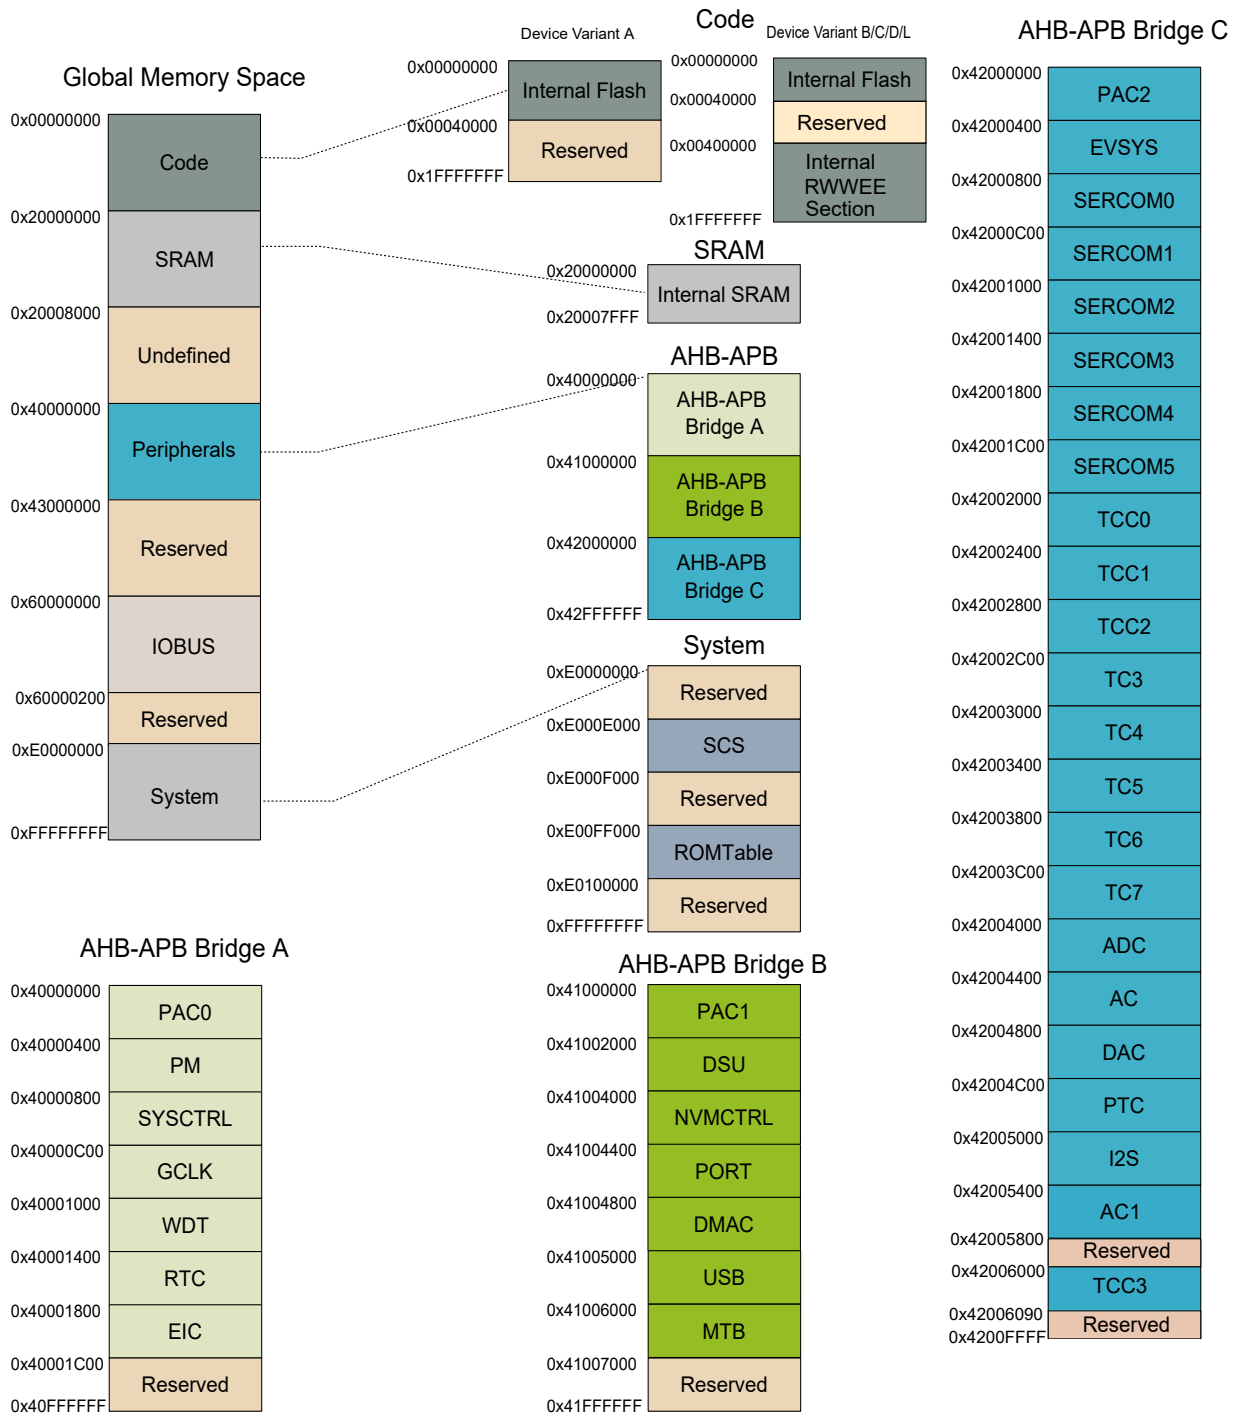 Global Memory Space
0x00000000
Code
0x20000000
SRAM
0x20008000
Undefined
0x40000000
Peripherals
0x43000000
Reserved
0x60000000
IOBUS
0x60000200
Reserved
0xE0000000
System
0xFFFFFFFF
Code
Device Variant A
0x00000000
Internal Flash
0x00040000
Reserved
0x1FFFFFFF
Device Variant B/C/D/L
0x00000000
Internal Flash
0x00040000
Reserved
0x00400000
Internal
RWWEE
Section
0x1FFFFFFF
SRAM
0x20000000
Internal SRAM
0x20007FFF
AHB-APB
0x40000000
AHB-APB
Bridge A
0x41000000
AHB-APB
Bridge B
0x42000000
AHB-APB
Bridge C
0x42FFFFFF
System
0xE0000000
Reserved
0xE000E000
SCS
0xE000F000
Reserved
0xE00FF000
ROMTable
0xE0100000
Reserved
0xFFFFFFFF
AHB-APB Bridge A
0x40000000
PAC0
0x40000400
PM
0x40000800
SYSCTRL
0x40000C00
GCLK
0x40001000
WDT
0x40001400
RTC
0x40001800
EIC
0x40001C00
Reserved
0x40FFFFFF
AHB-APB Bridge B
0x41000000
PAC1
0x41002000
DSU
0x41004000
NVMCTRL
0x41004400
PORT
0x41004800
DMAC
0x41005000
USB
0x41006000
MTB
0x41007000
Reserved
0x41FFFFFF
AHB-APB Bridge C
0x42000000
PAC2
0x42000400
EVSYS
0x42000800
SERCOM0
0x42000C00
SERCOM1
0x42001000
SERCOM2
0x42001400
SERCOM3
0x42001800
SERCOM4
0x42001C00
SERCOM5
0x42002000
TCC0
0x42002400
TCC1
0x42002800
TCC2
0x42002C00
TC3
0x42003000
TC4
0x42003400
TC5
0x42003800
TC6
0x42003C00
TC7
0x42004000
ADC
0x42004400
AC
0x42004800
DAC
0x42004C00
PTC
0x42005000
I2S
0x42005400
AC1
0x42005800
Reserved
0x42006000
TCC3
0x42006090
Reserved
0x4200FFFF